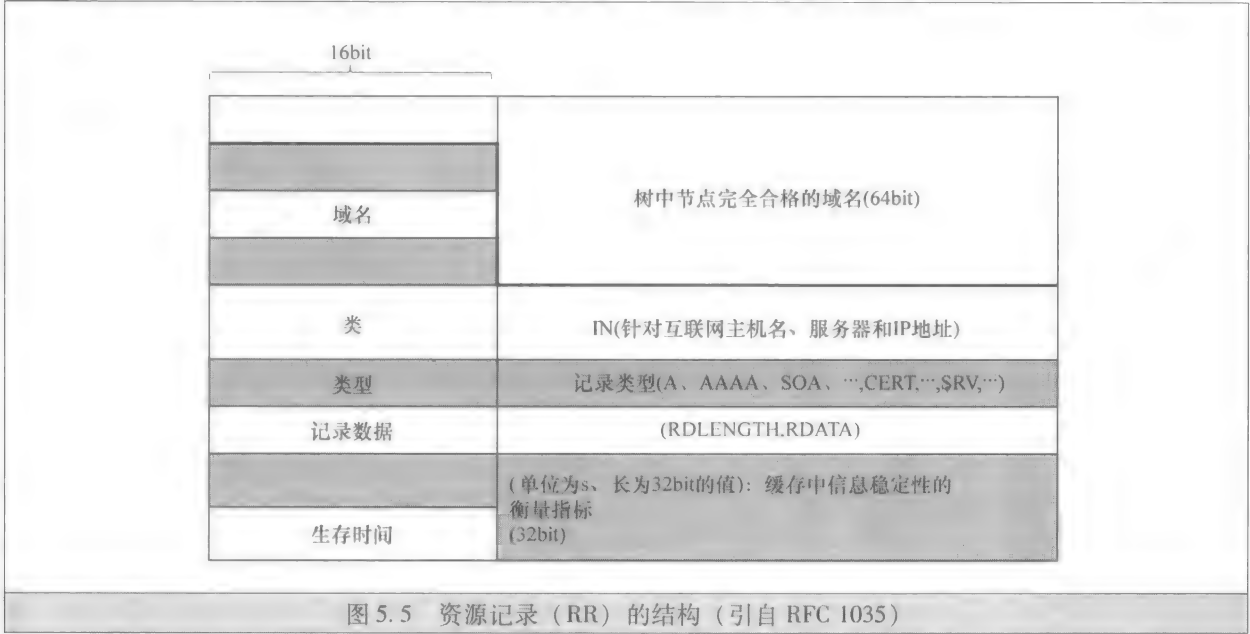 16bit
域名
树中节点完全合格的域名(64bit)
类
IN(针对互联网主机名、服务器和IP地址)
类型
记录类型(A、AAAA、SOA、…,CERT,…,SRV,…)
记录数据
(RDLENGTH,RDATA)
(单位为s、长为32bit的值): 缓存中信息稳定性的
衡量指标
生存时间
(32bit)
图 5.5 资源记录 (RR) 的结构 (引自 RFC 1035)